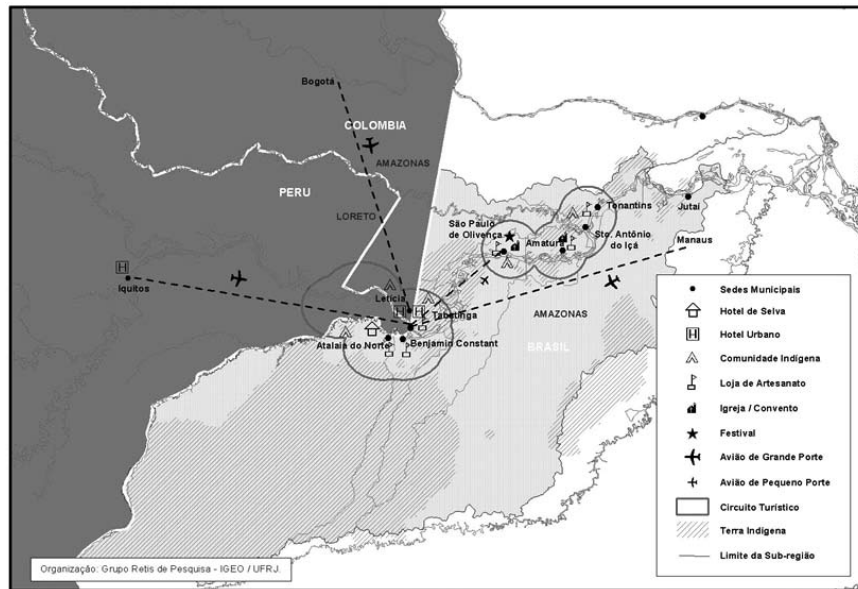 Bogotá
COLOMBIA
AMAZONAS
PERU
LORETO
Tonantins
Jutaí
São Paulo
de Olivença
Amaturá
Sto. Antônio
do Içá
Manaus
Iquitos
Letícia
Tabatinga
AMAZONAS
Atalaia do Norte
Benjamin Constant
BRASIL
Sedes Municipais
Hotel de Selva
Hotel Urbano
Comunidade Indígena
Loja de Artesanato
Igreja / Convento
Festival
Avião de Grande Porte
Avião de Pequeno Porte
Circuito Turístico
Terra Indígena
Limite da Sub-região
Organização: Grupo Retis de Pesquisa - IGEO / UFRJ.